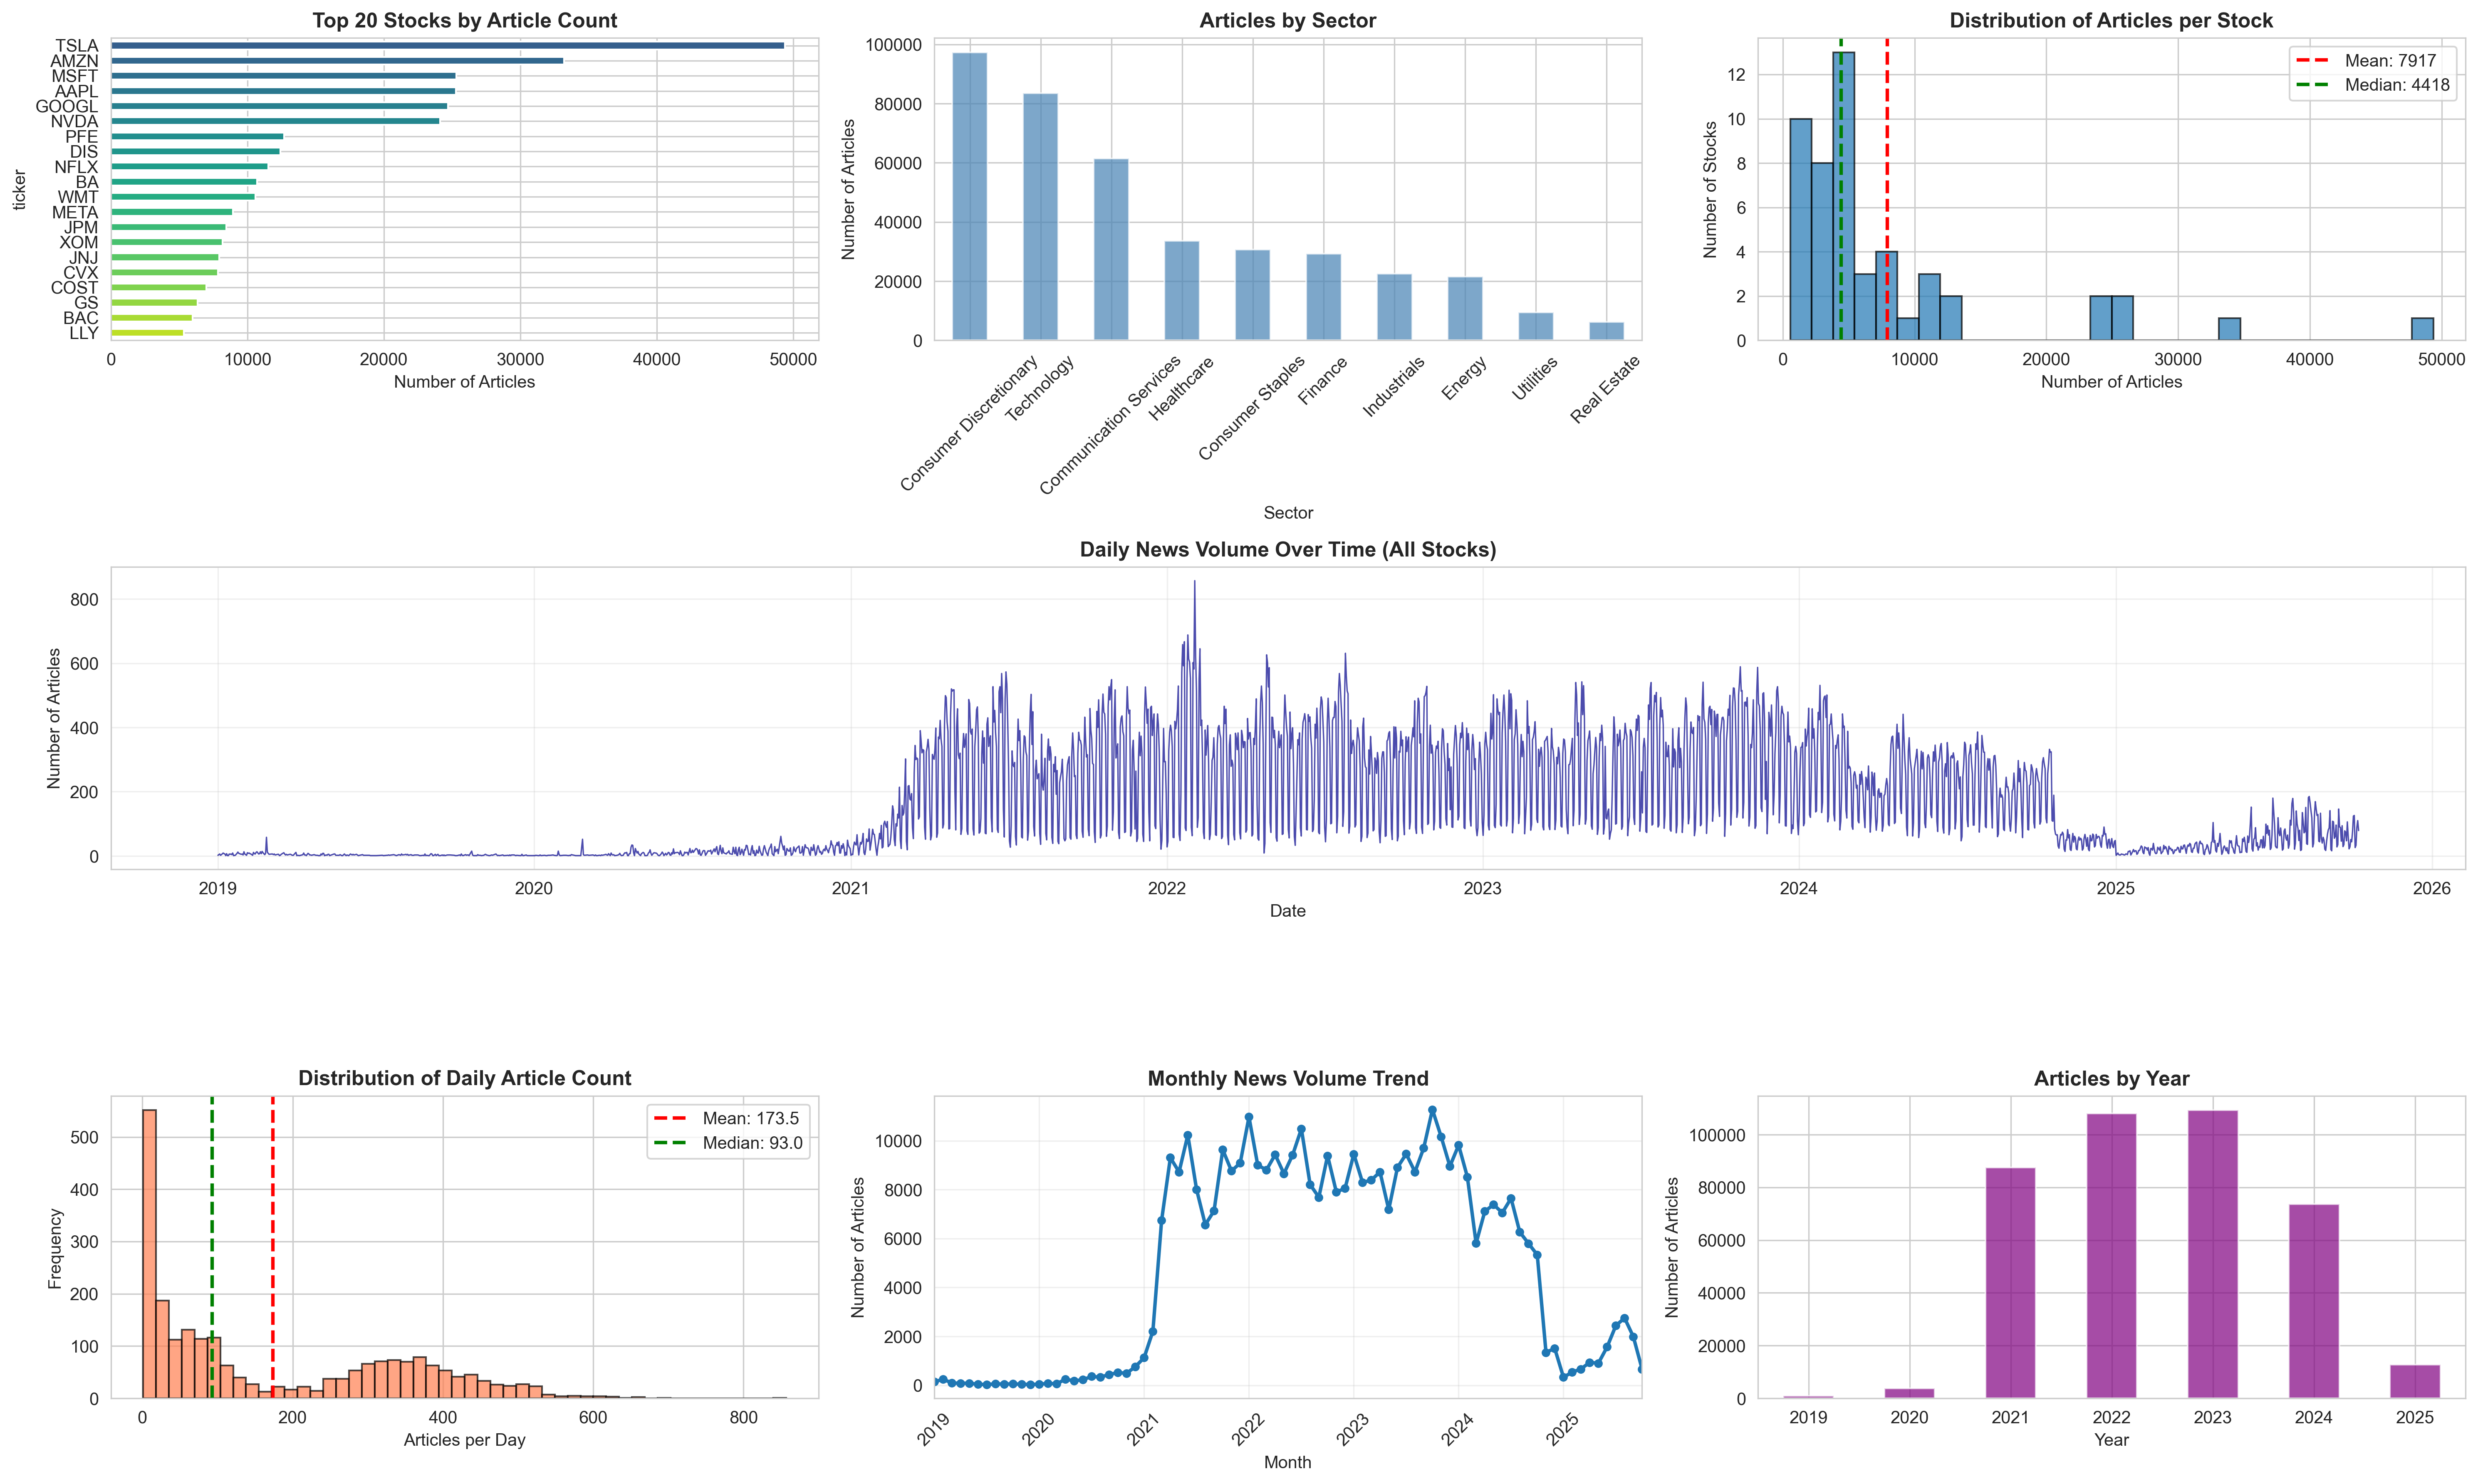 Top 20 Stocks by Article Count
ticker
TSLA
AMZN
MSFT
AAPL
GOOGL
NVDA
PFE
DIS
NFLX
BA
WMT
META
JPM
XOM
JNJ
CVX
COST
GS
BAC
LLY
0 10000 20000 30000 40000 50000
Number of Articles
Articles by Sector
Number of Articles
100000
80000
60000
40000
20000
0
Consumer Discretionary
Technology
Communication Services
Healthcare
Consumer Staples
Finance
Industrials
Energy
Utilities
Real Estate
Sector
Distribution of Articles per Stock
Mean: 7917
Median: 4418
Number of Stocks
12
10
8
6
4
2
0
0 10000 20000 30000 40000 50000
Number of Articles
Daily News Volume Over Time (All Stocks)
Number of Articles
800
600
400
200
0
2019 2020 2021 2022 2023 2024 2025 2026
Date
Distribution of Daily Article Count
Mean: 173.5
Median: 93.0
Frequency
500
400
300
200
100
0
0 200 400 600 800
Articles per Day
Monthly News Volume Trend
Number of Articles
10000
8000
6000
4000
2000
0
2019 2020 2021 2022 2023 2024 2025
Month
Articles by Year
Number of Articles
100000
80000
60000
40000
20000
0
2019 2020 2021 2022 2023 2024 2025
Year